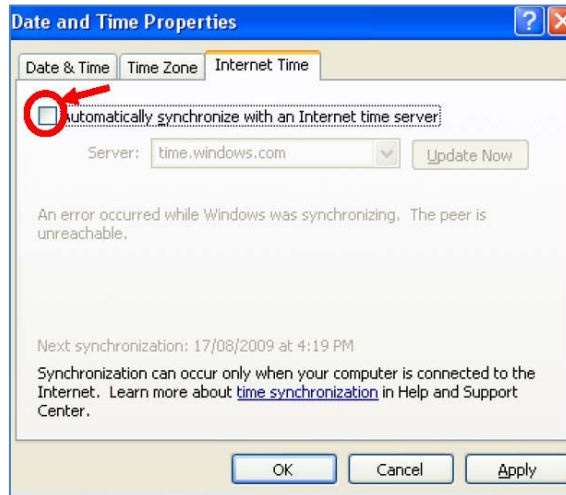 Date and Time Properties
Date & Time
Time Zone
Internet Time
Automatically synchronize with an Internet time server
Server:
time.windows.com
Update Now
An error occurred while Windows was synchronizing. The peer is
unreachable.
Next synchronization: 17/08/2009 at 4:19 PM
Synchronization can occur only when your computer is connected to the
Internet. Learn more about time synchronization in Help and Support
Center.
OK
Cancel
Apply